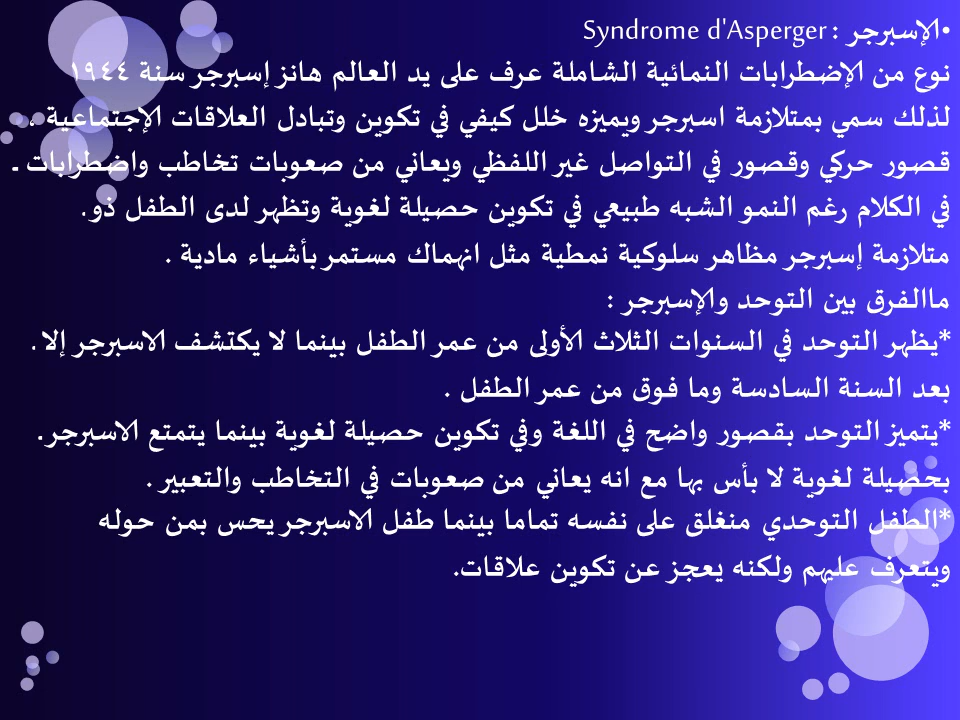 •الإسبرجر : Syndrome d'Asperger
نوع من الإضطرابات النمائية الشاملة عرف على يد العالم هانز إسبرجر سنة ١٩٤٤
لذلك سمي بمتلازمة اسبرجر ويميزه خلل كيفي في تكوين وتبادل العلاقات الإجتماعية ،
قصور حركي وقصور في التواصل غير اللفظي ويعاني من صعوبات تخاطب واضطرابات ـ
في الكلام رغم النمو الشبه طبيعي في تكوين حصيلة لغوية وتظهر لدى الطفل ذو.
متلازمة إسبرجر مظاهر سلوكية نمطية مثل انهماك مستمر بأشياء مادية .
ماالفرق بين التوحد والإسبرجر :
*يظهر التوحد في السنوات الثلاث الأولى من عمر الطفل بينما لا يكتشف الاسبرجر إلا .
بعد السنة السادسة وما فوق من عمر الطفل .
*يتميز التوحد بقصور واضح في اللغة وفي تكوين حصيلة لغوية بينما يتمتع الاسبرجر.
بحصيلة لغوية لا بأس بها مع انه يعاني من صعوبات في التخاطب والتعبير .
*الطفل التوحدي منغلق على نفسه تماما بينما طفل الاسبرجر يحس بمن حوله
ويتعرف عليهم ولكنه يعجز عن تكوين علاقات.